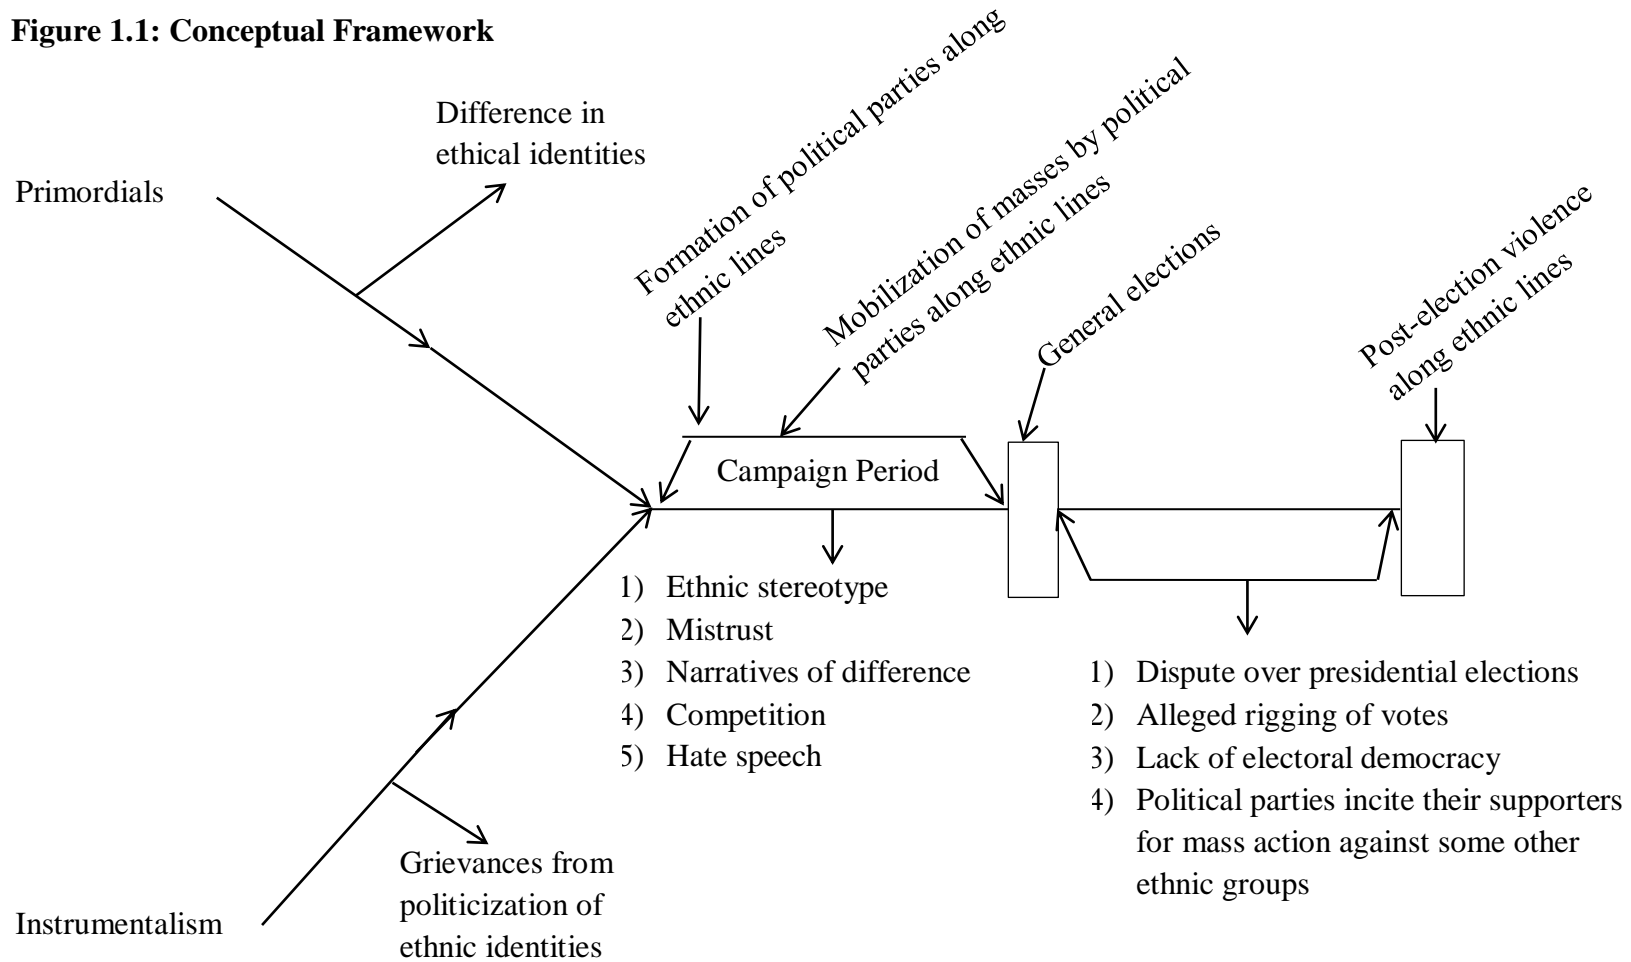 Figure 1.1: Conceptual Framework
Difference in
ethical identities
Primordials
Formation of political parties along
ethnic lines
Mobilization of masses by political
parties along ethnic lines
General elections
Post-election violence
along ethnic lines
Campaign Period
1) Ethnic stereotype
2) Mistrust
3) Narratives of difference
4) Competition
5) Hate speech
1) Dispute over presidential elections
2) Alleged rigging of votes
3) Lack of electoral democracy
4) Political parties incite their supporters
for mass action against some other
ethnic groups
Grievances from
politicization of
ethnic identities
Instrumentalism